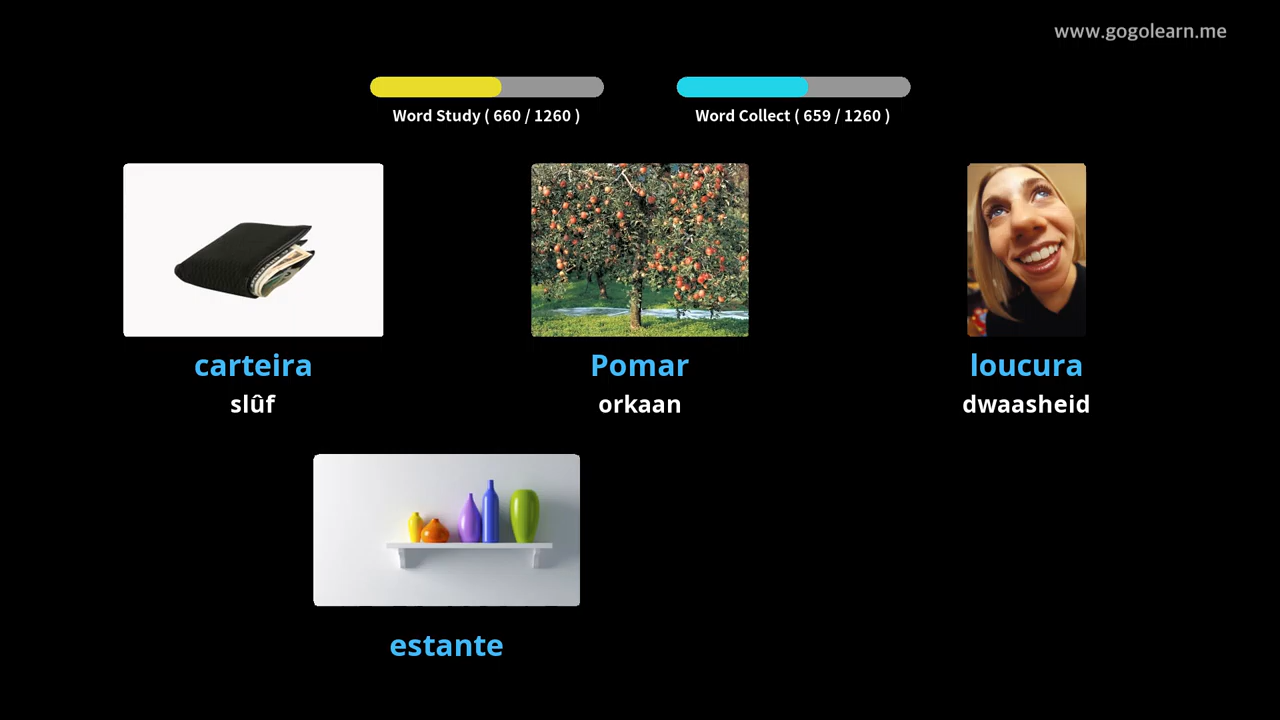 www.gogolearn.me
Word Study ( 660 / 1260 )
Word Collect ( 659 / 1260 )
carteira
Pomar
loucura
slûf
orkaan
dwaasheid
estante